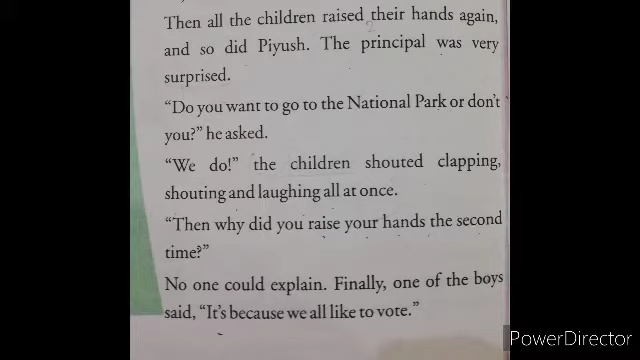 Then all the children raised their hands again,
and so did Piyush. The principal was very
surprised.
“Do you want to go to the National Park or don't
you?” he asked.
“We do!” the children shouted clapping,
shouting and laughing all at once.
“Then why did you raise your hands the second
time?”
No one could explain. Finally, one of the boys
said, “It's because we all like to vote.”
PowerDirector